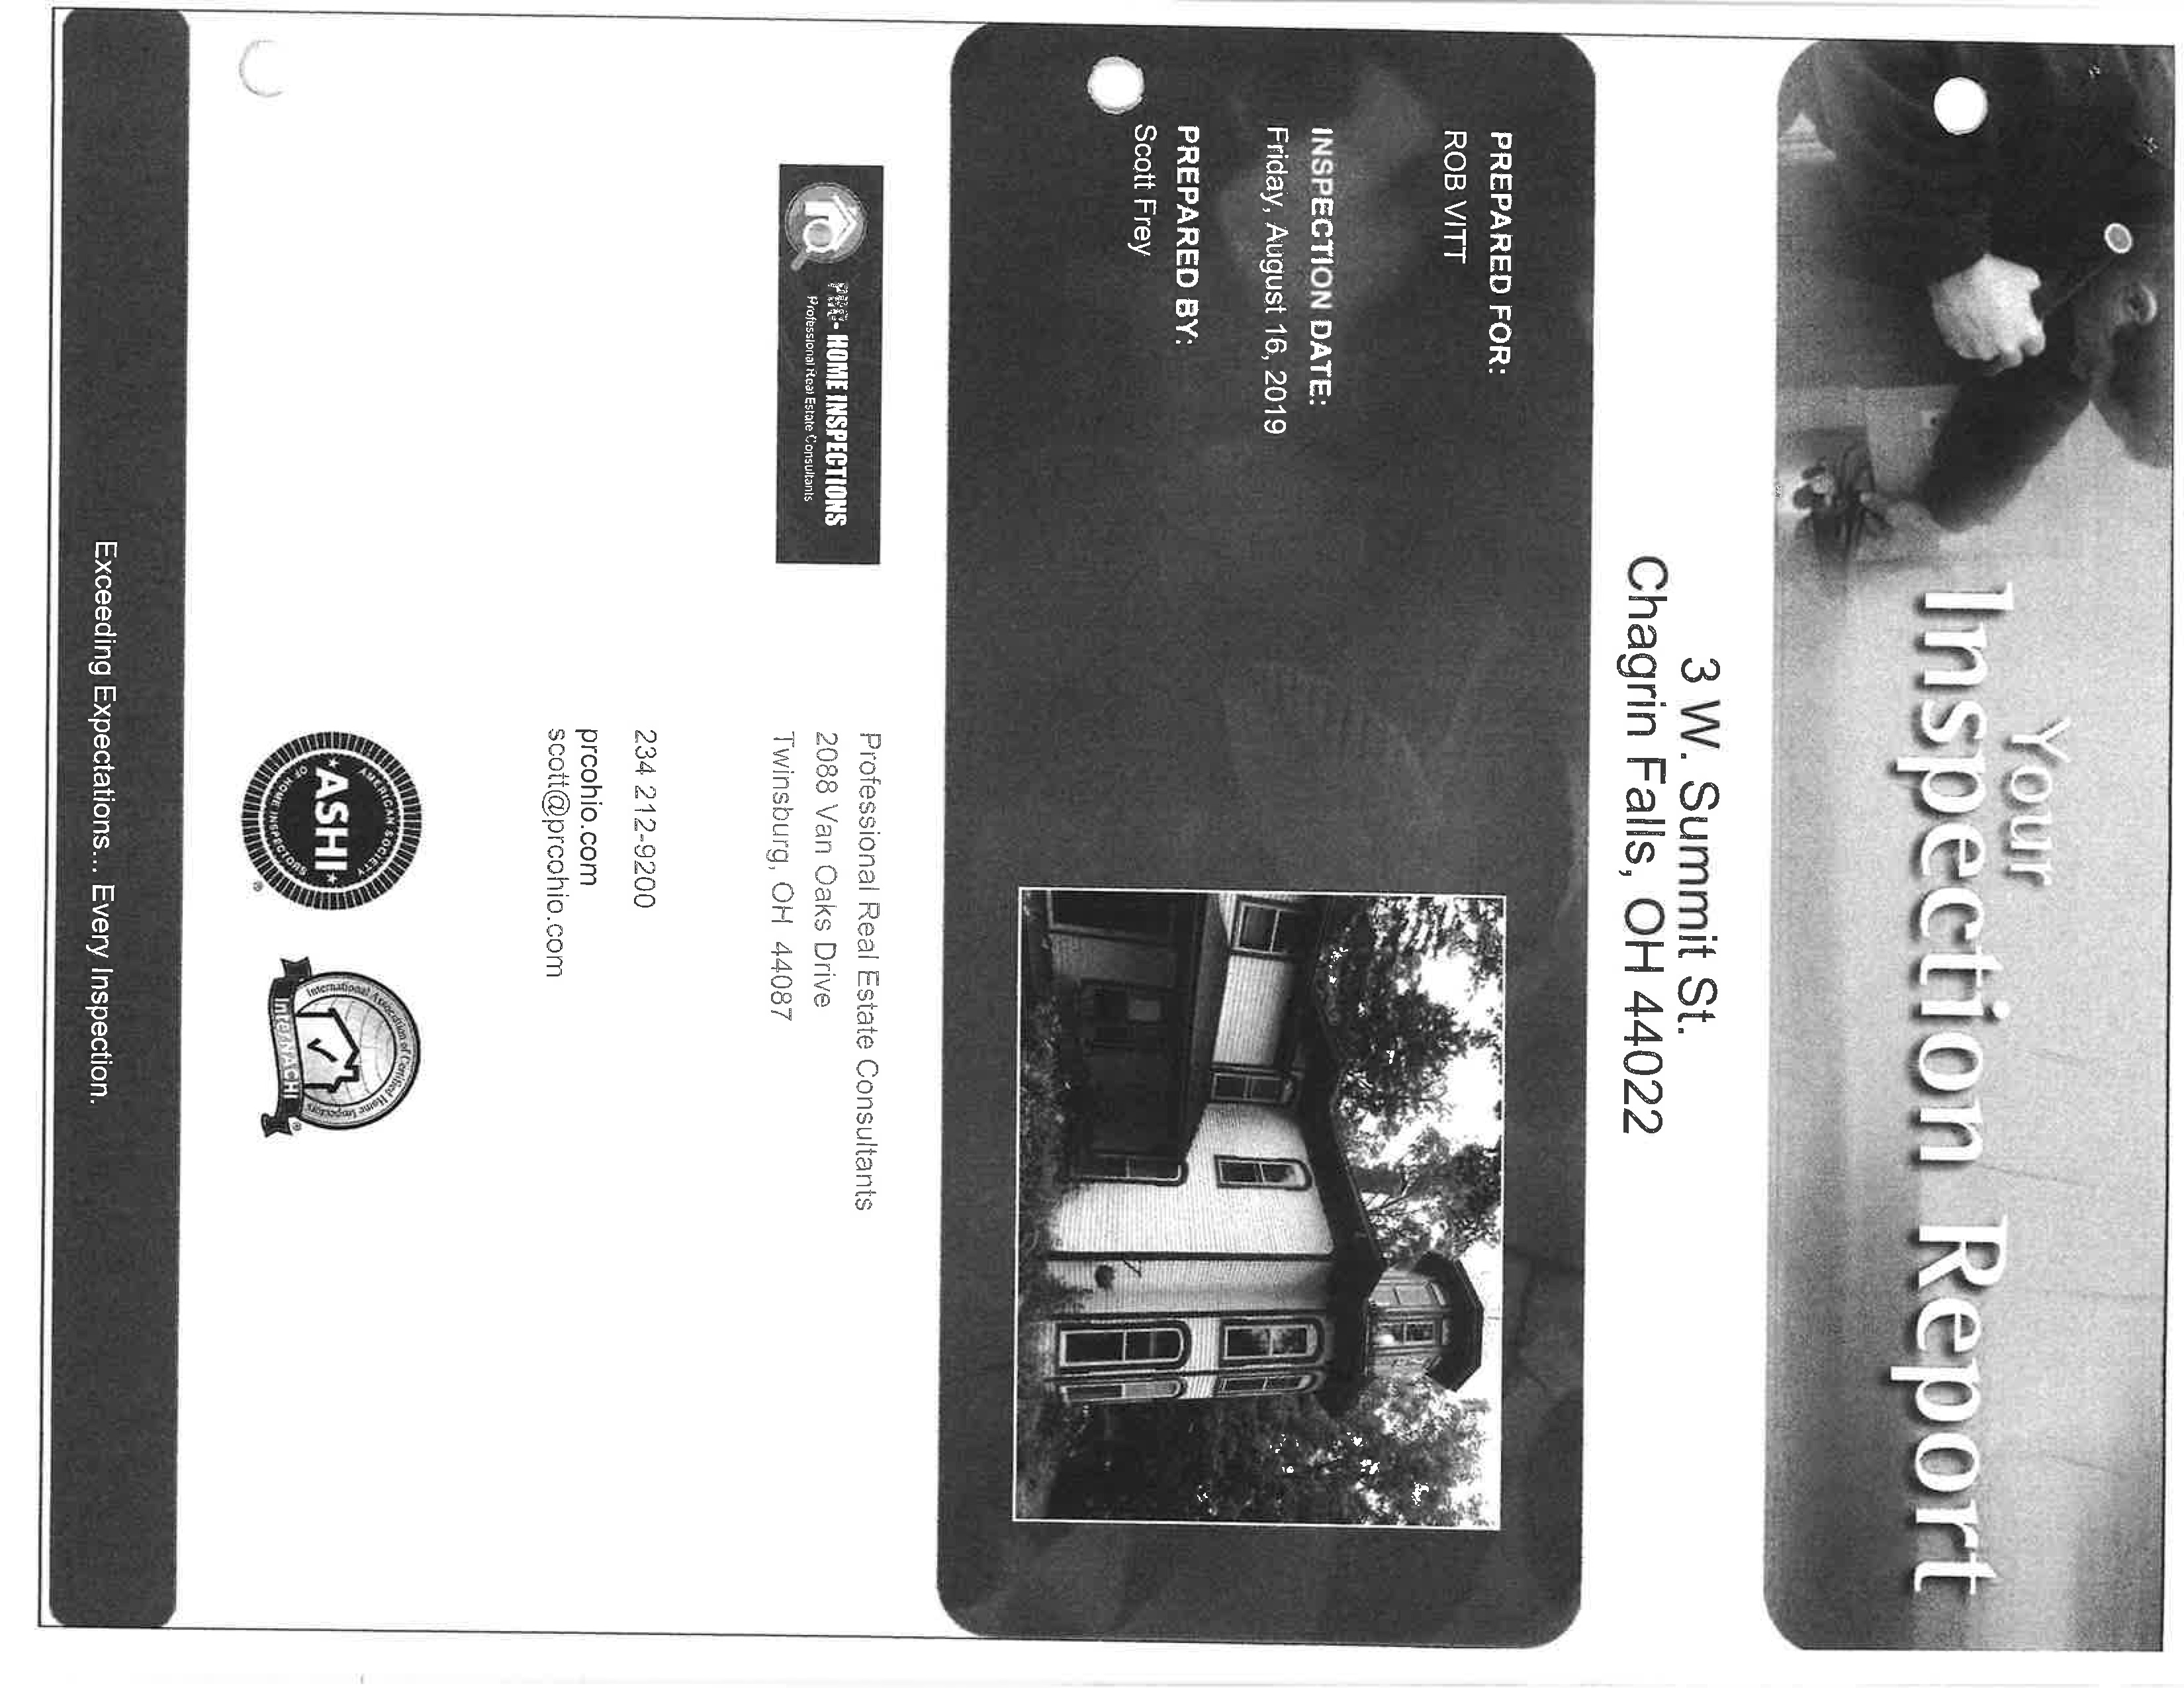 Your
Inspection Report
3 W. Summit St.
Chagrin Falls, OH 44022
PREPARED FOR:
ROB VITT
INSPECTION DATE:
Friday, August 16, 2019
PREPARED BY:
Scott Frey
PRC- HOME INSPECTIONS
Professional Real Estate Consultants
Professional Real Estate Consultants
2088 Van Oaks Drive
Twinsburg, OH 44087
234 212-9200
prcohio.com
scott@prcohio.com
AMERICAN SOCIETY
ASHI
OF HOME INSPECTORS
®
International Association of Certified Home Inspectors
InterNACHI
®
Exceeding Expectations... Every Inspection.